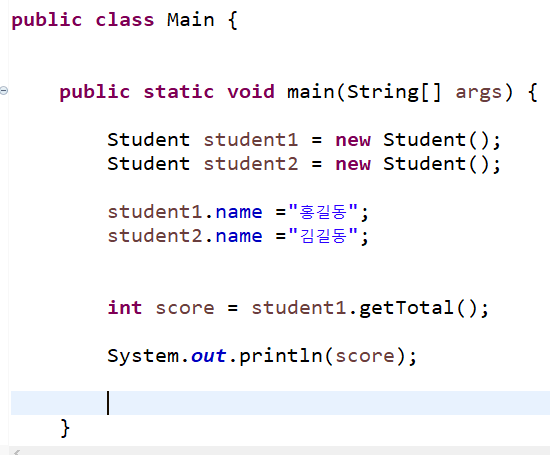 public class Main {
public static void main(String[] args) {
Student student1 = new Student();
Student student2 = new Student();
student1.name ="홍길동";
student2.name ="김길동";
int score = student1.getTotal();
System.out.println(score);
}